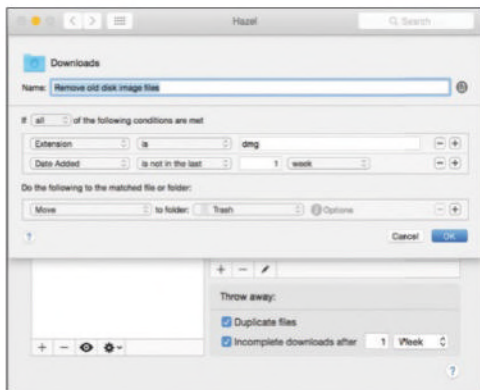 Hazel
Search
Downloads
Name: Remove old disk image files
If all of the following conditions are met
Extension is dmg
Date Added is not in the last 1 week
Do the following to the matched file or folder:
Move to folder: Trash Options
? Cancel OK
Throw away:
Duplicate files
Incomplete downloads after 1 Week
?